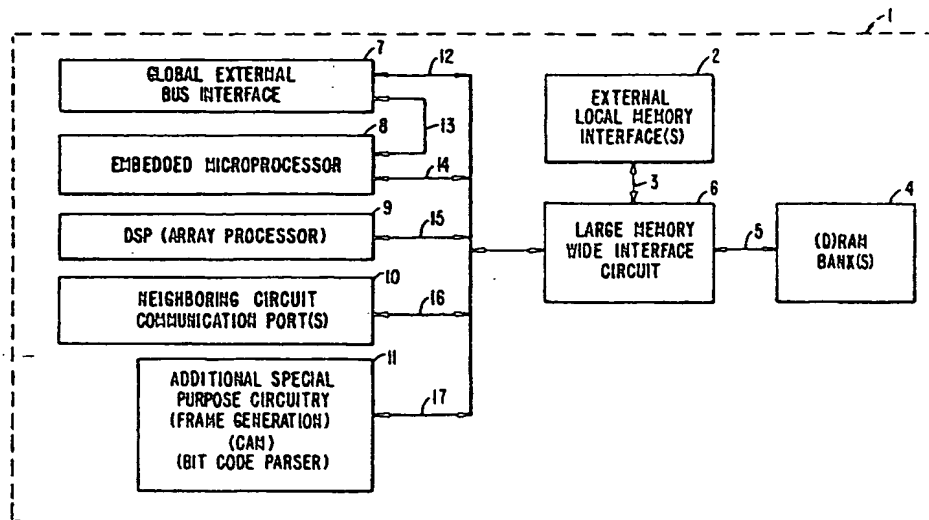 1
7
GLOBAL EXTERNAL
BUS INTERFACE
12
13
8
EMBEDDED MICROPROCESSOR
14
9
DSP (ARRAY PROCESSOR)
15
10
NEIGHBORING CIRCUIT
COMMUNICATION PORT(S)
16
11
ADDITIONAL SPECIAL
PURPOSE CIRCUITRY
(FRAME GENERATION)
(CAM)
(BIT CODE PARSER)
17
2
EXTERNAL
LOCAL MEMORY
INTERFACE(S)
3
6
LARGE MEMORY
WIDE INTERFACE
CIRCUIT
5
4
(D)RAM
BANK(S)